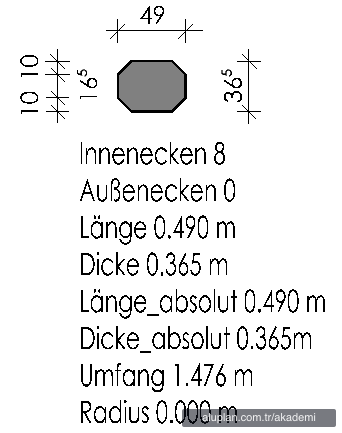 49
10 10
16⁵
36⁵
Innenecken 8
Außenecken 0
Länge 0.490 m
Dicke 0.365 m
Länge_absolut 0.490 m
Dicke_absolut 0.365m
Umfang 1.476 m
Radius 0.000 m
atuplan.com.tr/akademi